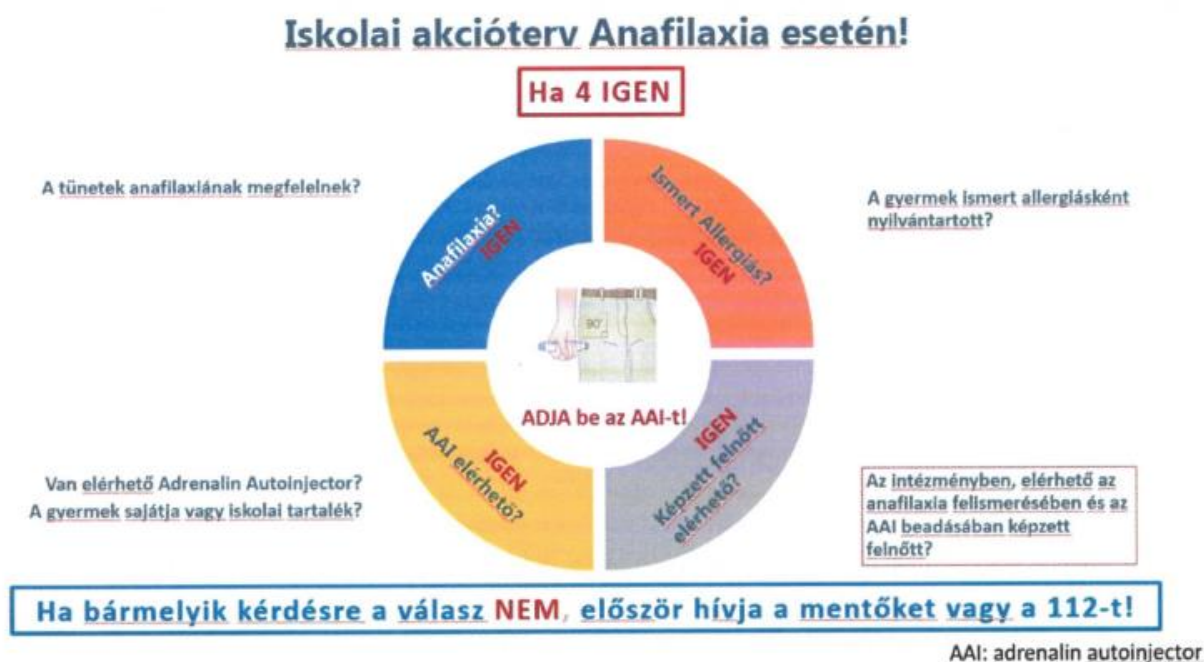 Iskolai akcióterv Anafilaxia esetén!
Ha 4 IGEN
A tünetek anafilaxiának megfelelnek?
Anafilaxia?
IGEN
Ismert Allergiás?
IGEN
A gyermek ismert allergiásként
nyilvántartott?
90°
ADJA be az AAI-t!
Van elérhető Adrenalin Autoinjector?
A gyermek sajátja vagy iskolai tartalék?
IGEN
AAI elérhető?
IGEN
Képzett felnőtt
elérhető?
Az intézményben, elérhető az
anafilaxia felismerésében és az
AAI beadásában képzett
felnőtt?
Ha bármelyik kérdésre a válasz NEM, először hívja a mentőket vagy a 112-t!
AAI: adrenalin autoinjector